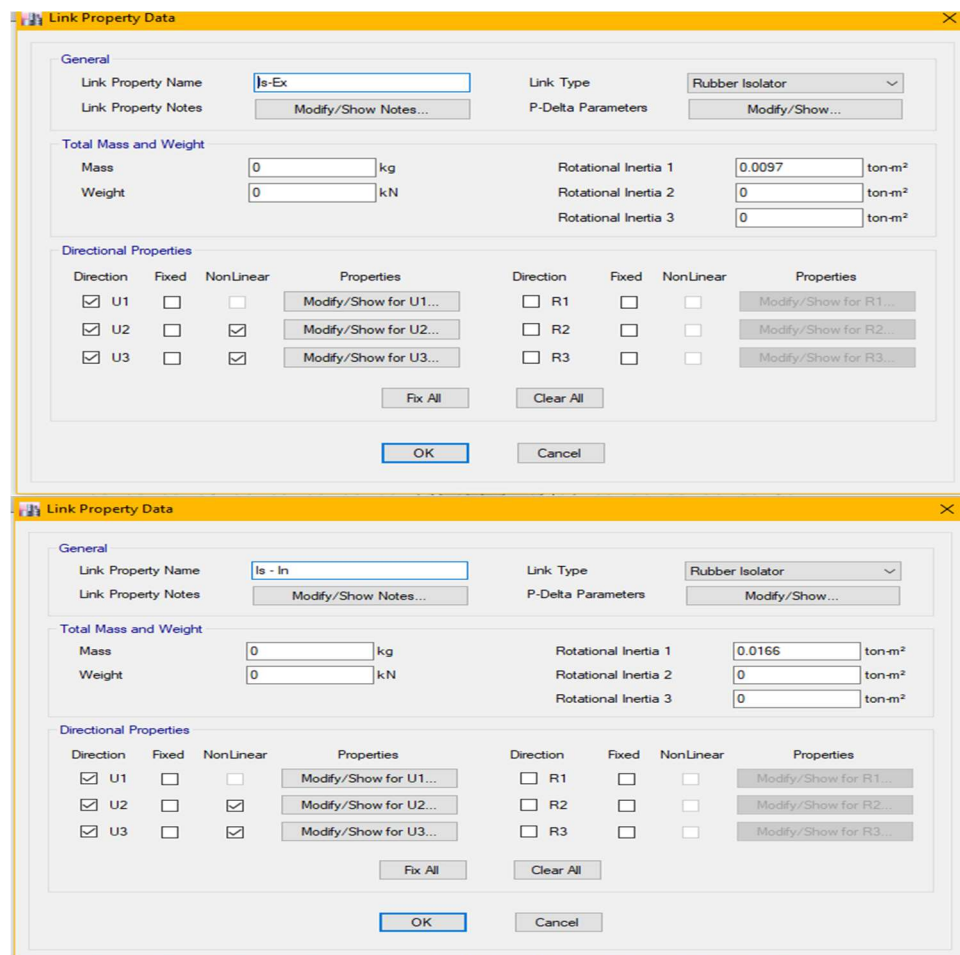 Link Property Data
General
Link Property Name Is-Ex Link Type Rubber Isolator
Link Property Notes Modify/Show Notes... P-Delta Parameters Modify/Show...
Total Mass and Weight
Mass 0 kg Rotational Inertia 1 0.0097 ton-m²
Weight 0 kN Rotational Inertia 2 0 ton-m²
Rotational Inertia 3 0 ton-m²
Directional Properties
Direction Fixed NonLinear Properties Direction Fixed NonLinear Properties
U1 Modify/Show for U1... R1 Modify/Show for R1...
U2 Modify/Show for U2... R2 Modify/Show for R2...
U3 Modify/Show for U3... R3 Modify/Show for R3...
Fix All Clear All
OK Cancel
Link Property Data
General
Link Property Name Is - In Link Type Rubber Isolator
Link Property Notes Modify/Show Notes... P-Delta Parameters Modify/Show...
Total Mass and Weight
Mass 0 kg Rotational Inertia 1 0.0166 ton-m²
Weight 0 kN Rotational Inertia 2 0 ton-m²
Rotational Inertia 3 0 ton-m²
Directional Properties
Direction Fixed NonLinear Properties Direction Fixed NonLinear Properties
U1 Modify/Show for U1... R1 Modify/Show for R1...
U2 Modify/Show for U2... R2 Modify/Show for R2...
U3 Modify/Show for U3... R3 Modify/Show for R3...
Fix All Clear All
OK Cancel